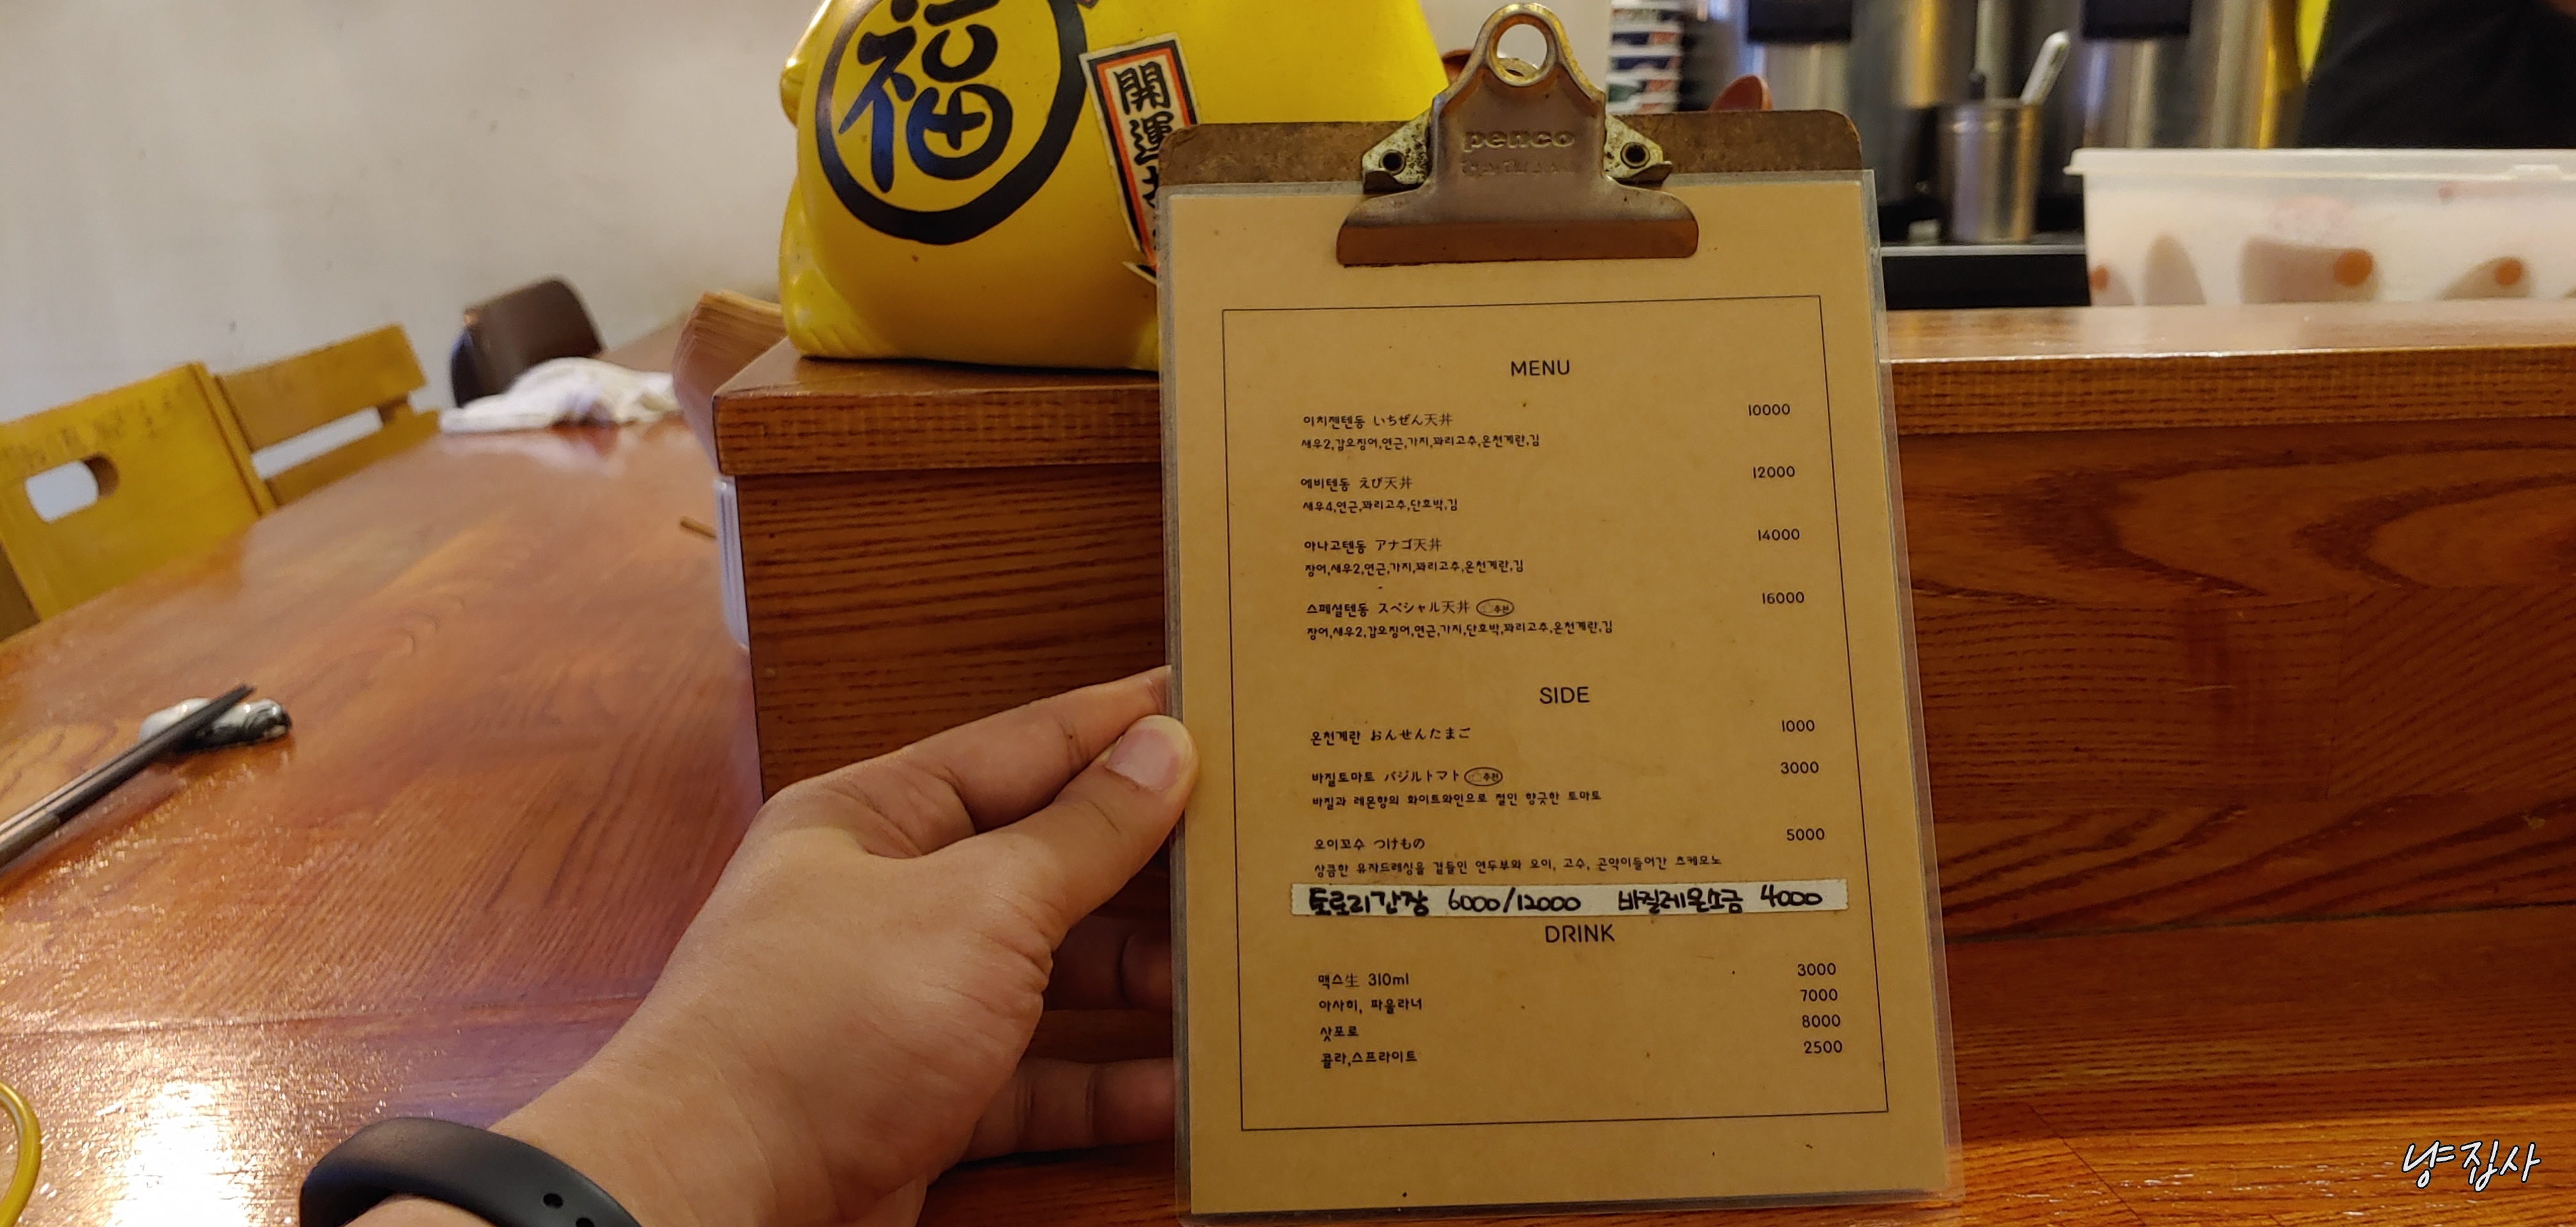 福
開運
penco
MENU
이치젠텐동 いちぜん天丼 10000
새우2,갑오징어,연근,가지,꽈리고추,온천계란,김
에비텐동 えび天丼 12000
새우4,연근,꽈리고추,단호박,김
아나고텐동 アナゴ天丼 14000
장어,새우2,연근,가지,꽈리고추,온천계란,김
스페셜텐동 スペシャル天丼 추천 16000
장어,새우2,갑오징어,연근,가지,단호박,꽈리고추,온천계란,김
SIDE
온천계란 おんせんたまご 1000
바질토마토 バジルトマト 추천 3000
바질과 레몬향의 화이트와인으로 절인 향긋한 토마토
오이꼬수 つけもの 5000
상큼한 유자드레싱을 곁들인 연두부와 오이, 고수, 곤약이들어간 츠케모노
토로리간장 6000/12000 바질레몬소금 4000
DRINK
맥스生 310ml 3000
아사히, 파울라너 7000
삿포로 8000
콜라,스프라이트 2500
냥집사